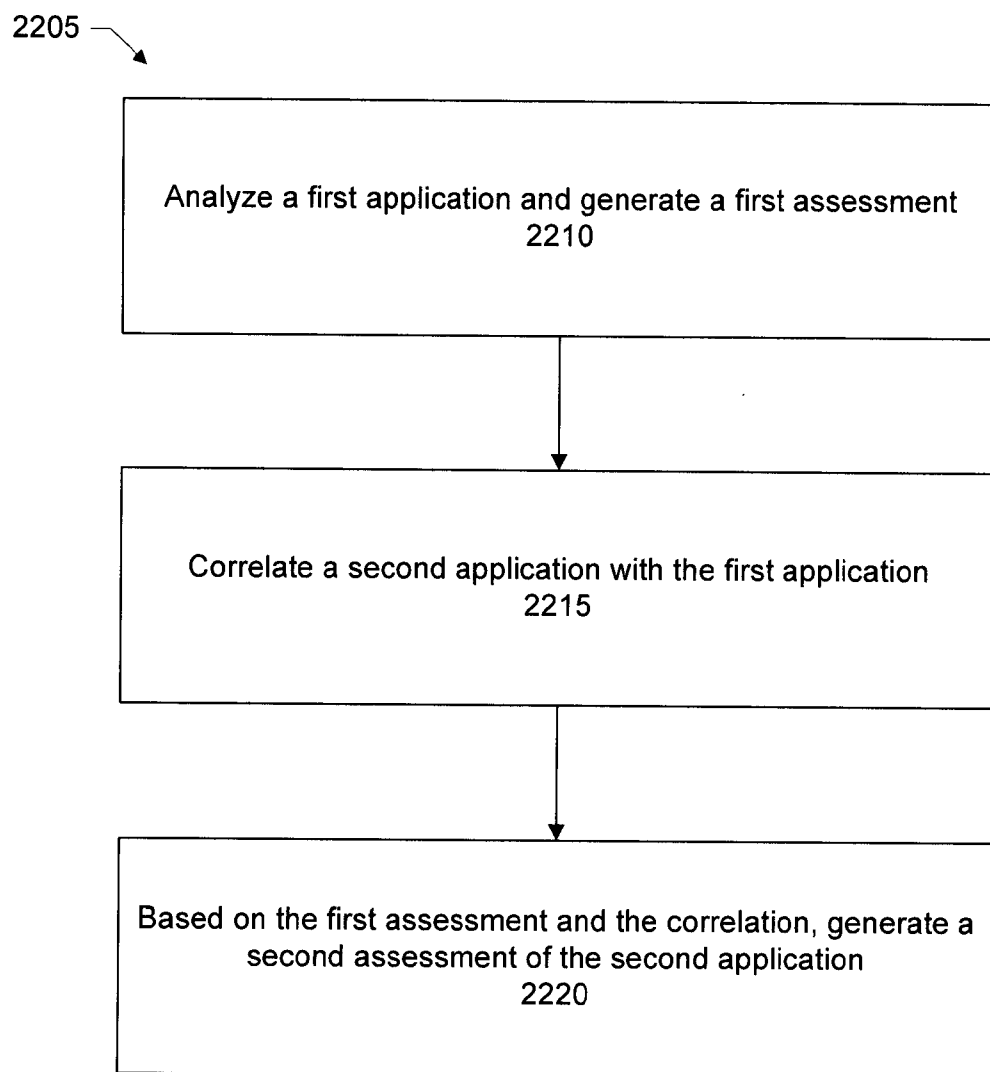 2205
Analyze a first application and generate a first assessment
2210
Correlate a second application with the first application
2215
Based on the first assessment and the correlation, generate a
second assessment of the second application
2220